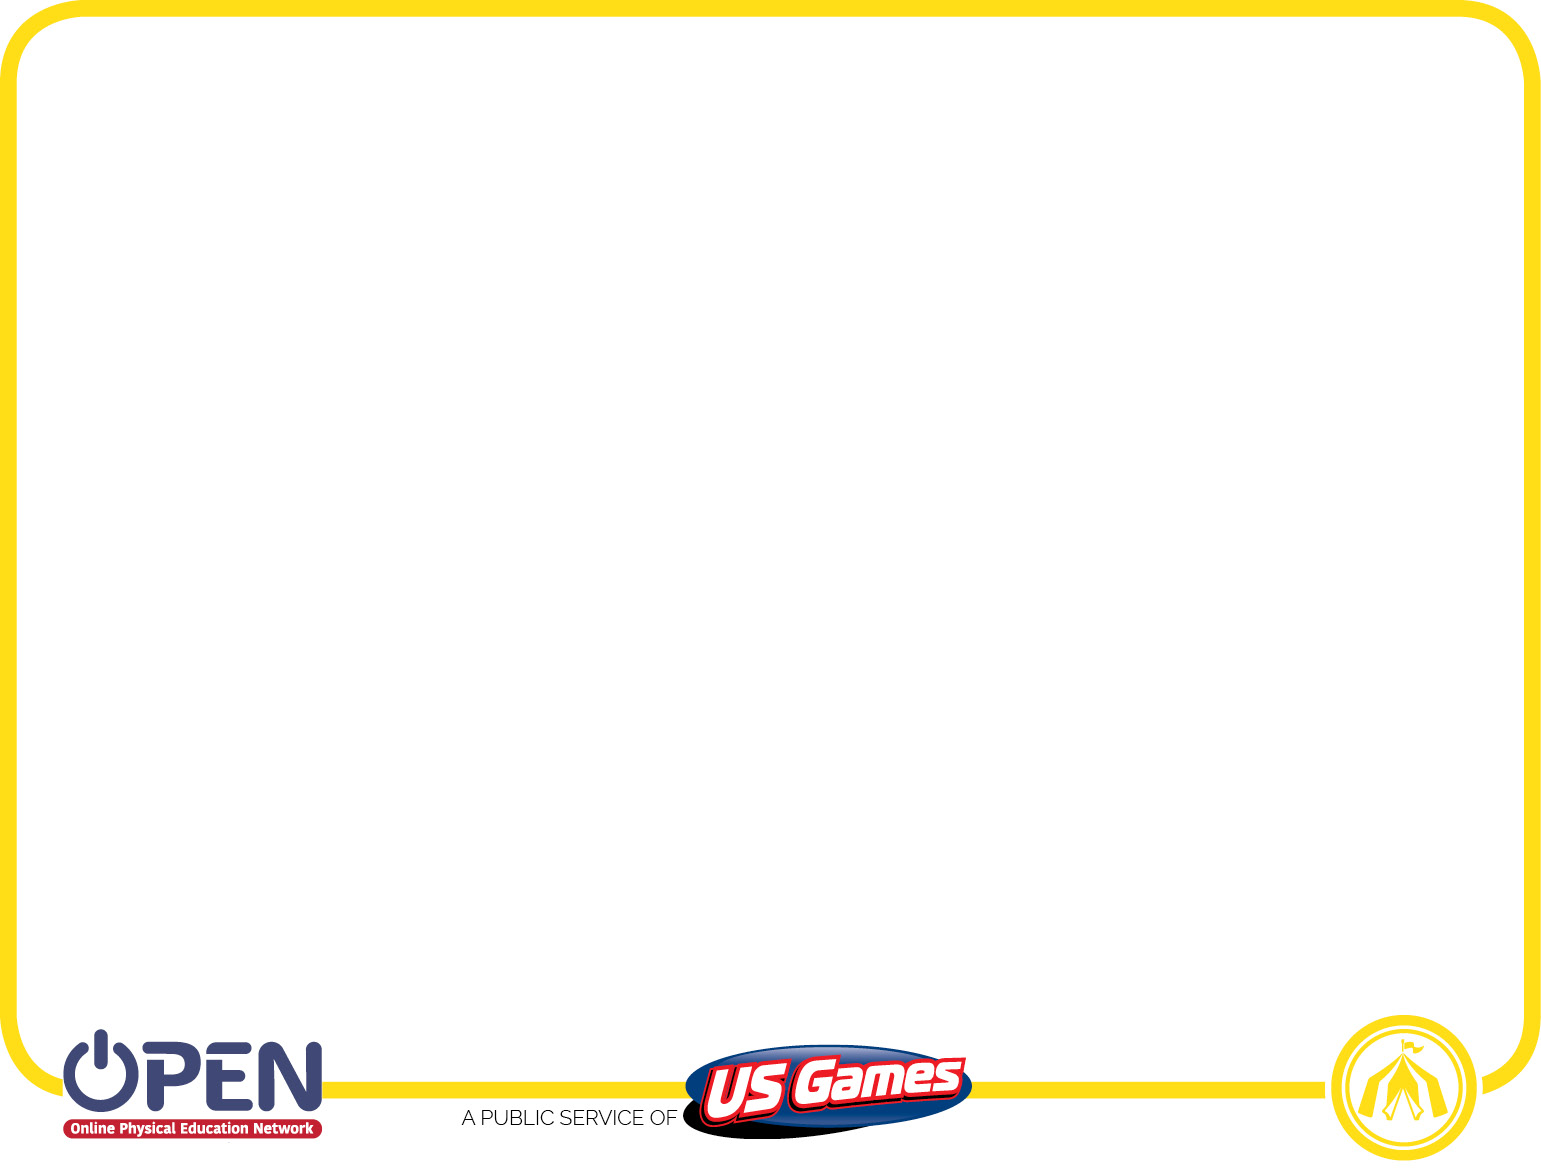 OPEN
Online Physical Education Network
A PUBLIC SERVICE OF
US Games